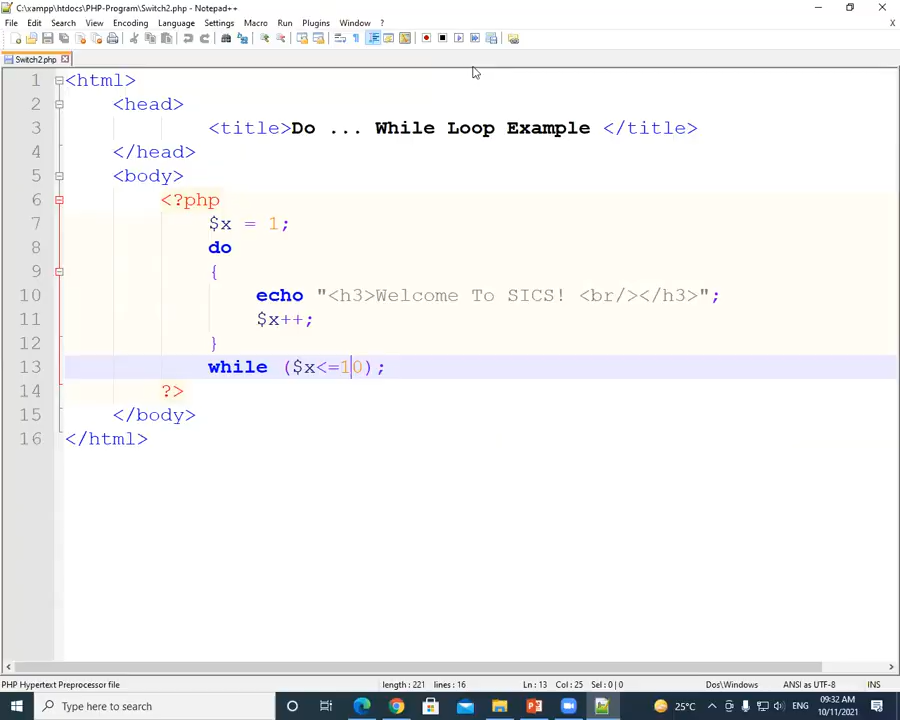 C:\xampp\htdocs\PHP-Program\Switch2.php - Notepad++
File Edit Search View Encoding Language Settings Macro Run Plugins Window ?
Switch2.php
1 <html>
2 <head>
3 <title>Do ... While Loop Example </title>
4 </head>
5 <body>
6 <?php
7 $x = 1;
8 do
9 {
10 echo "<h3>Welcome To SICS! <br/></h3>";
11 $x++;
12 }
13 while ($x<=10);
14 ?>
15 </body>
16 </html>
PHP Hypertext Preprocessor file length : 221 lines : 16 Ln : 13 Col : 25 Sel : 0 | 0 Dos\Windows ANSI as UTF-8 INS
Type here to search 25°C ENG 09:32 AM
10/11/2021